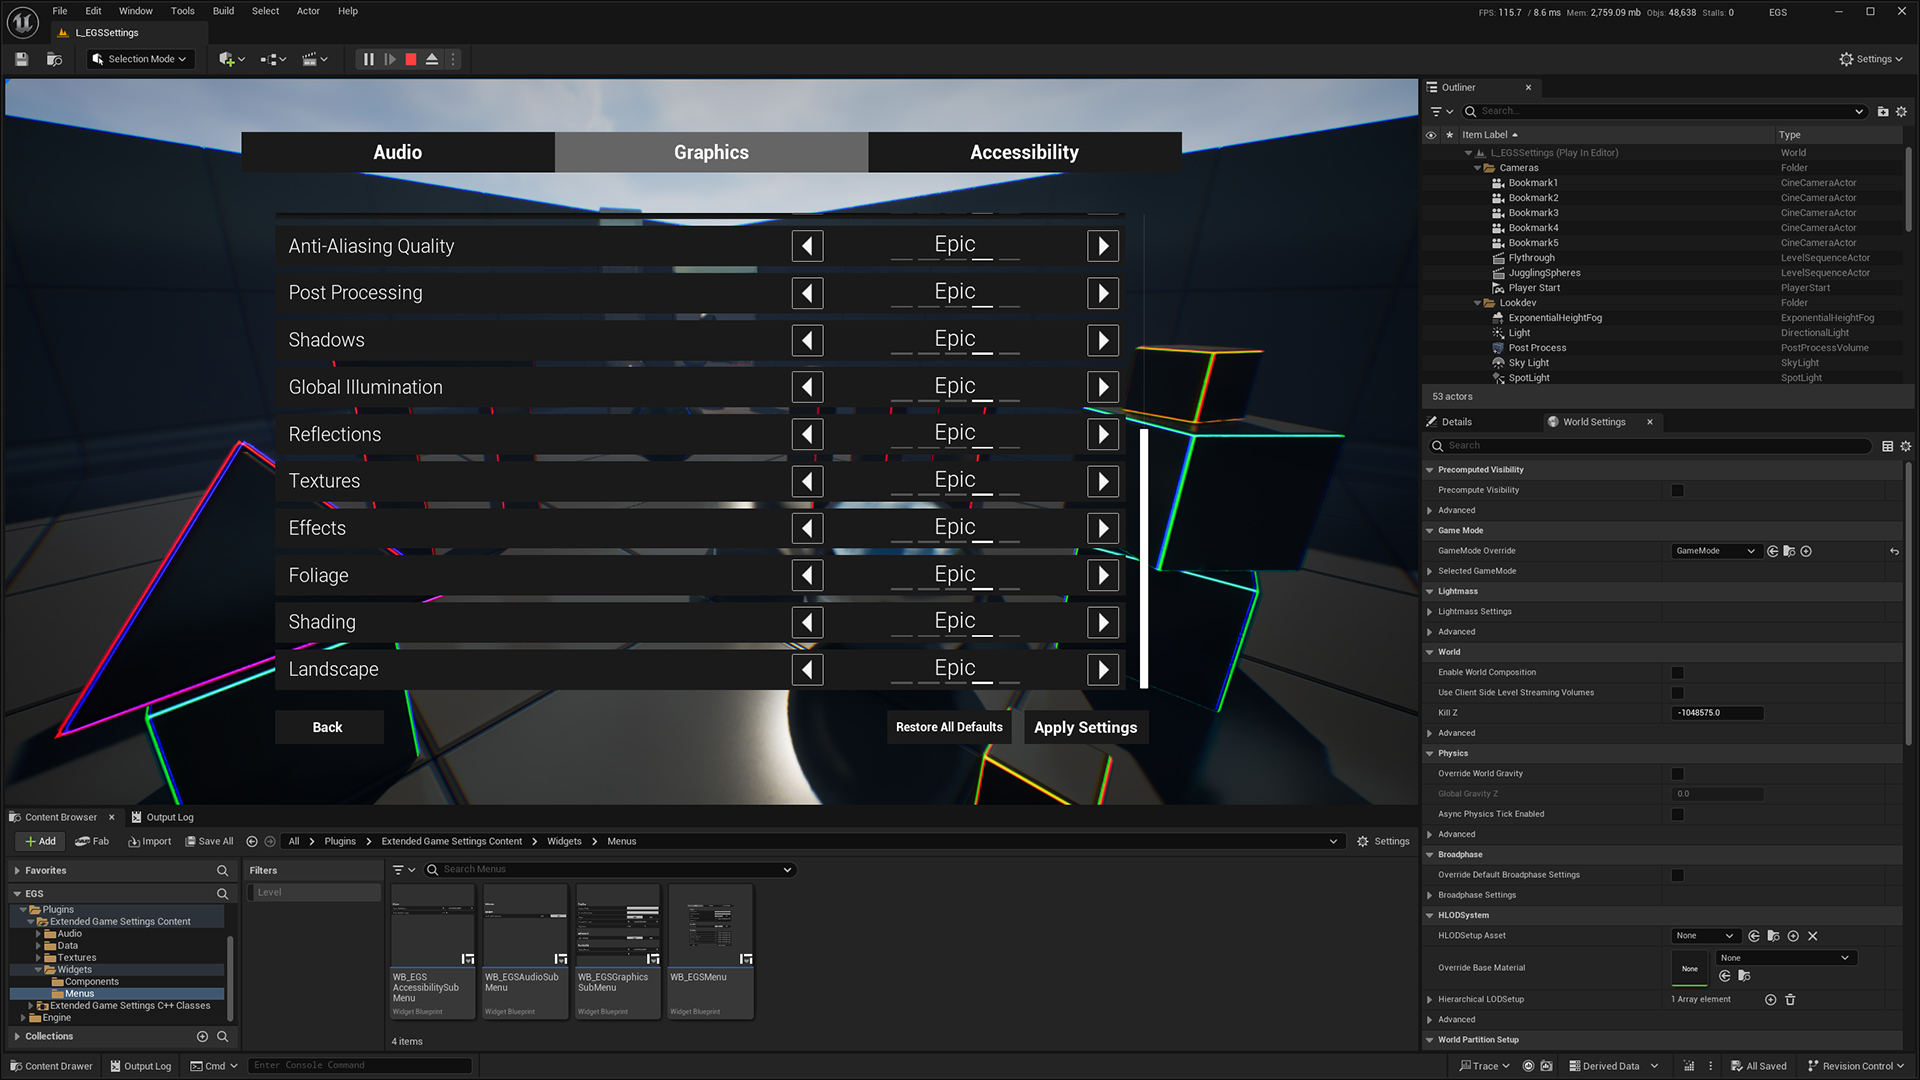 File Edit Window Tools Build Select Actor Help
FPS: 115.7 / 8.6 ms Mem: 2,759.09 mb Objs: 48,638 Stalls: 0 EGS
L_EGSSettings
Selection Mode
Settings
Audio Graphics Accessibility
Anti-Aliasing Quality Epic
Post Processing Epic
Shadows Epic
Global Illumination Epic
Reflections Epic
Textures Epic
Effects Epic
Foliage Epic
Shading Epic
Landscape Epic
Back Restore All Defaults Apply Settings
Outliner
Search...
Item Label Type
L_EGSSettings (Play In Editor) World
Cameras Folder
Bookmark1 CineCameraActor
Bookmark2 CineCameraActor
Bookmark3 CineCameraActor
Bookmark4 CineCameraActor
Bookmark5 CineCameraActor
Flythrough LevelSequenceActor
JugglingSpheres LevelSequenceActor
Player Start PlayerStart
Lookdev Folder
ExponentialHeightFog ExponentialHeightFog
Light DirectionalLight
Post Process PostProcessVolume
Sky Light SkyLight
SpotLight SpotLight
53 actors
Details World Settings
Search
Precomputed Visibility
Precompute Visibility
Advanced
Game Mode
GameMode Override GameMode
Selected GameMode
Lightmass
Lightmass Settings
Advanced
World
Enable World Composition
Use Client Side Level Streaming Volumes
Kill Z -1048575.0
Advanced
Physics
Override World Gravity
Global Gravity Z 0.0
Async Physics Tick Enabled
Advanced
Broadphase
Override Default Broadphase Settings
Broadphase Settings
HLODSystem
HLODSetup Asset None
Override Base Material None None
Hierarchical LODSetup 1 Array element
Advanced
World Partition Setup
Content Browser Output Log
Add Fab Import Save All All Plugins Extended Game Settings Content Widgets Menus Settings
Favorites
EGS
Plugins
Extended Game Settings Content
Audio
Data
Textures
Widgets
Components
Menus
Extended Game Settings C++ Classes
Engine
Collections
Filters
Level
Search Menus
WB_EGS
AccessibilitySub
Menu
Widget Blueprint
WB_EGSAudioSub
Menu
Widget Blueprint
WB_EGSGraphics
SubMenu
Widget Blueprint
WB_EGSMenu
Widget Blueprint
4 items
Content Drawer Output Log Cmd Enter Console Command
Trace Derived Data All Saved Revision Control